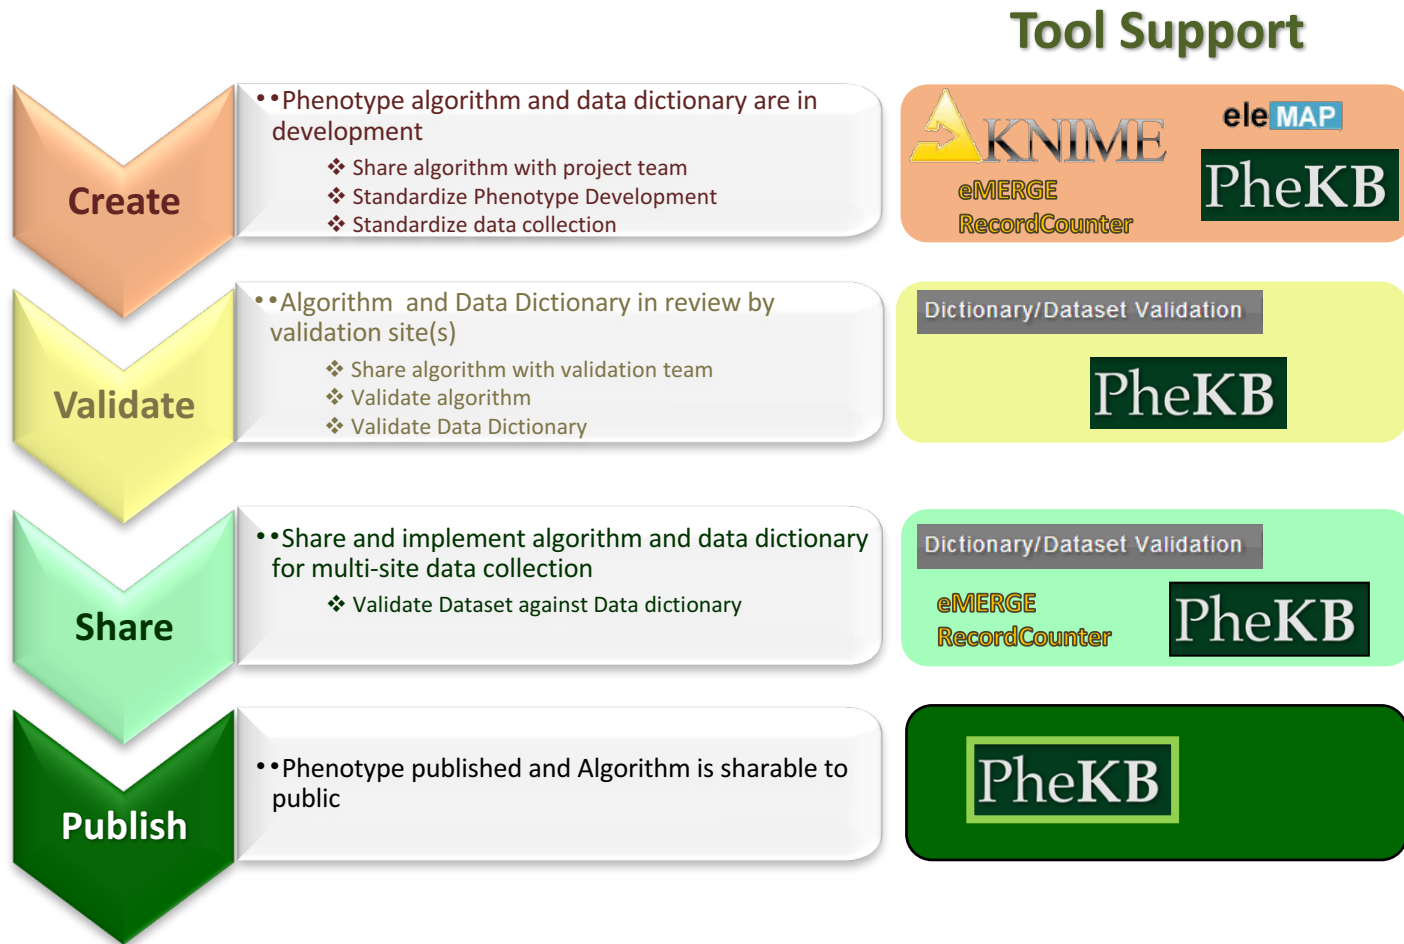 Tool Support
Create
••Phenotype algorithm and data dictionary are in
development
❖ Share algorithm with project team
❖ Standardize Phenotype Development
❖ Standardize data collection
KNIME
eleMAP
eMERGE
RecordCounter
PheKB
Validate
••Algorithm  and Data Dictionary in review by
validation site(s)
❖ Share algorithm with validation team
❖ Validate algorithm
❖ Validate Data Dictionary
Dictionary/Dataset Validation
PheKB
Share
••Share and implement algorithm and data dictionary
for multi-site data collection
❖ Validate Dataset against Data dictionary
Dictionary/Dataset Validation
eMERGE
RecordCounter
PheKB
Publish
••Phenotype published and Algorithm is sharable to
public
PheKB